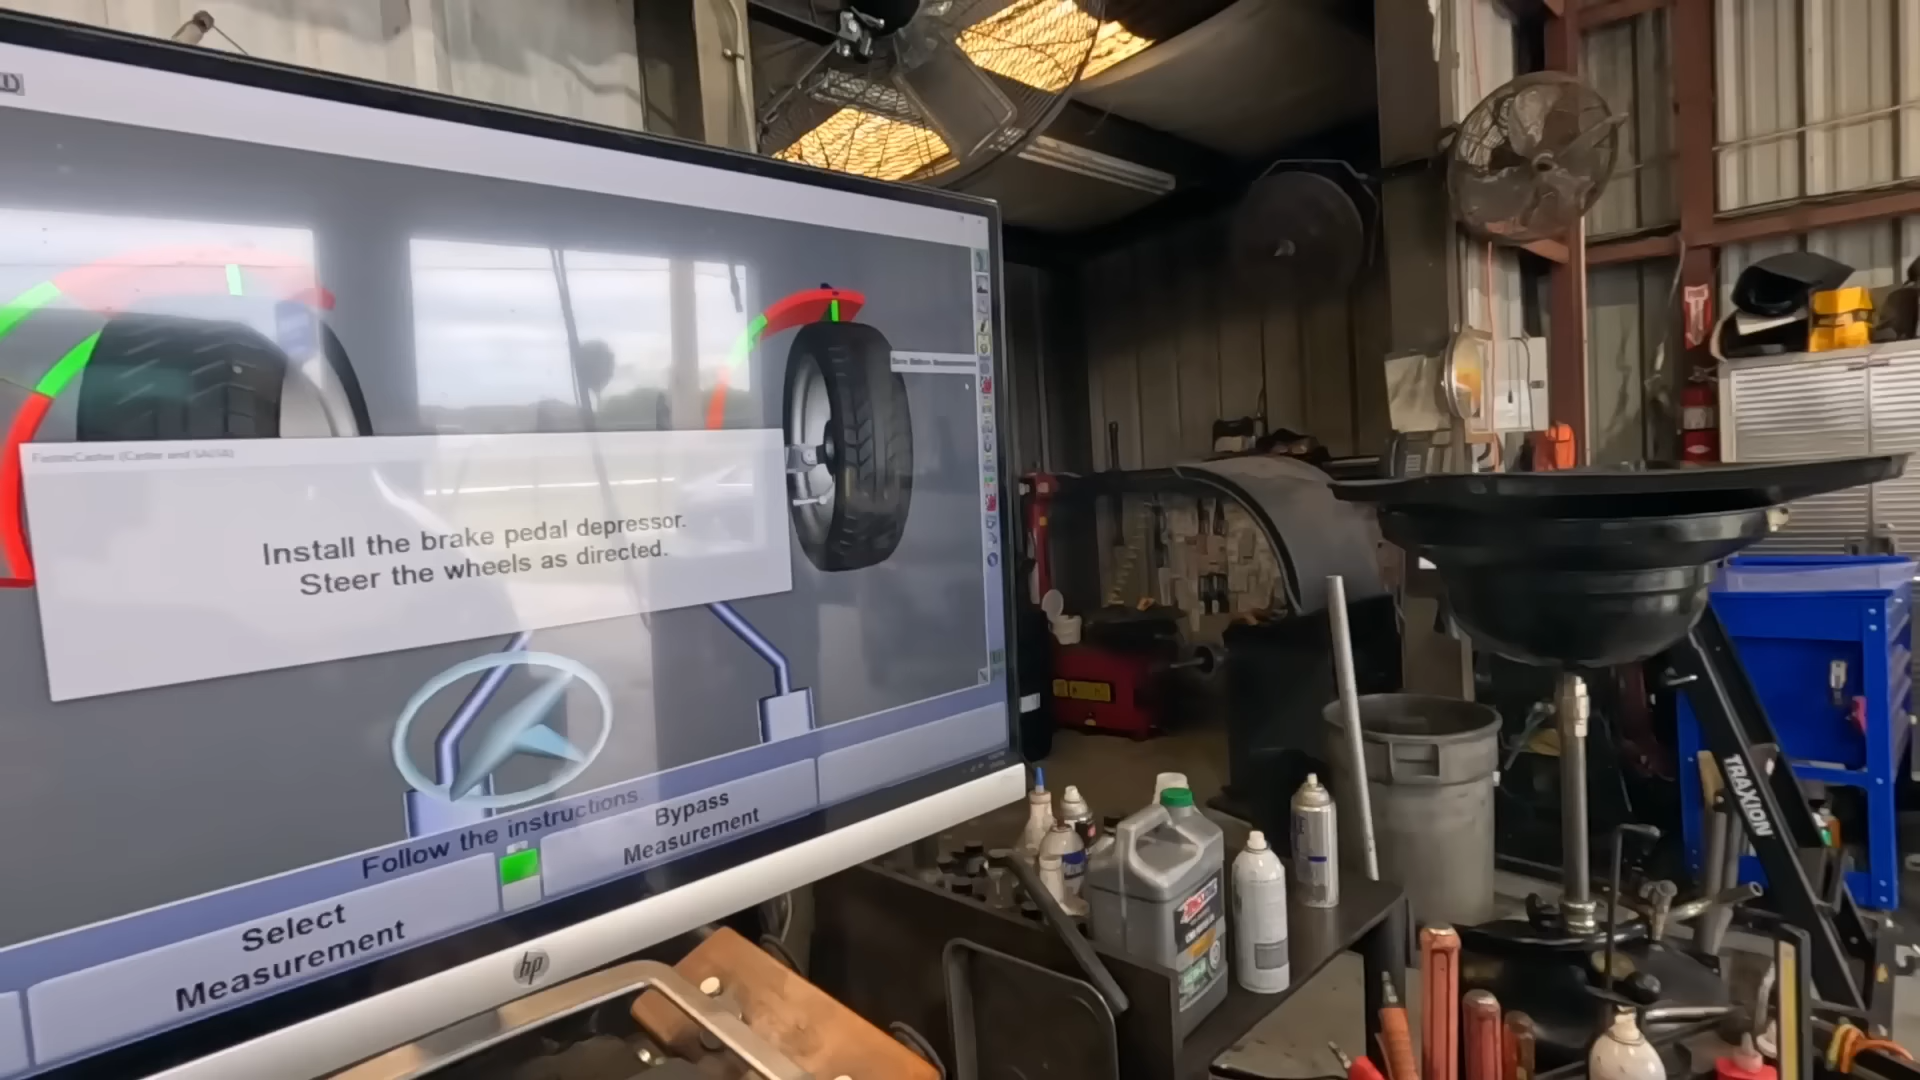 Install the brake pedal depressor.
Steer the wheels as directed.
Follow the instructions
Bypass
Measurement
Select
Measurement
hp
TRAXION